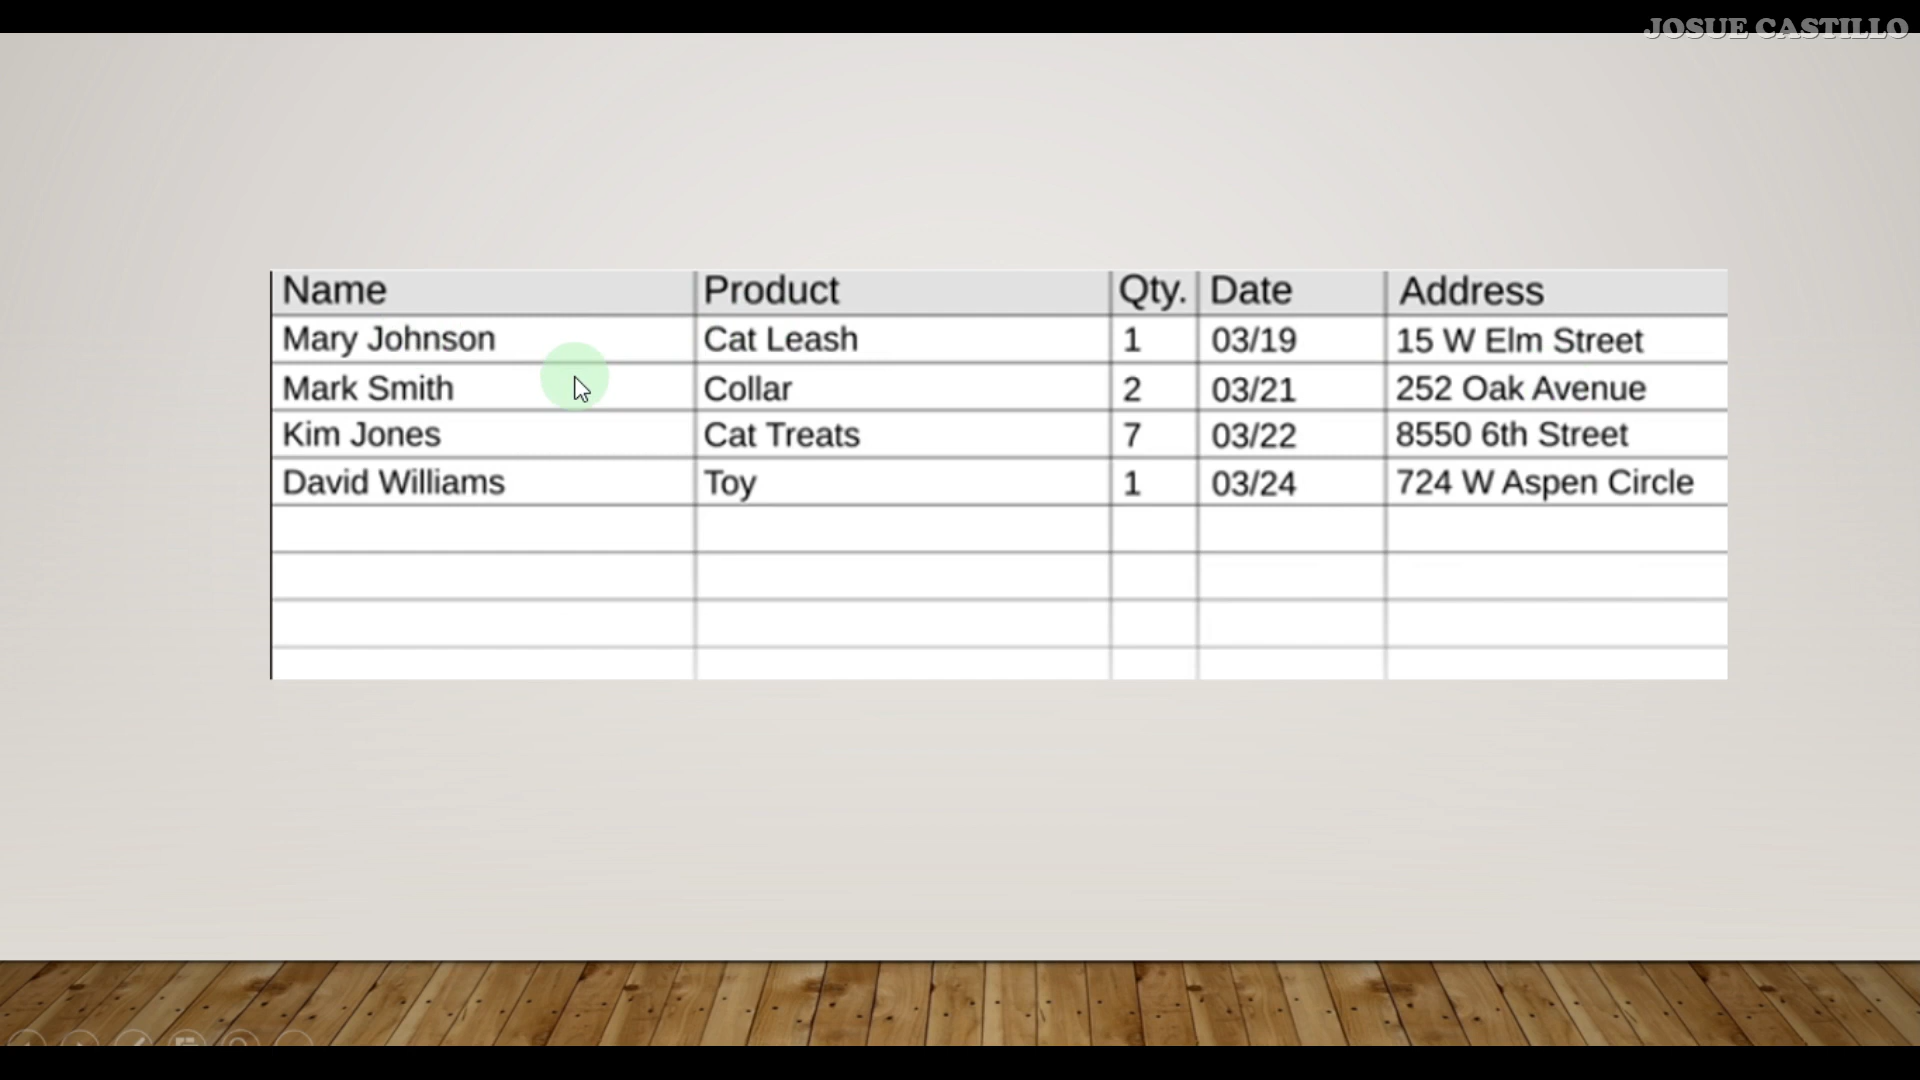 JOSUE CASTILLO
Name Product Qty. Date Address
Mary Johnson Cat Leash 1 03/19 15 W Elm Street
Mark Smith Collar 2 03/21 252 Oak Avenue
Kim Jones Cat Treats 7 03/22 8550 6th Street
David Williams Toy 1 03/24 724 W Aspen Circle